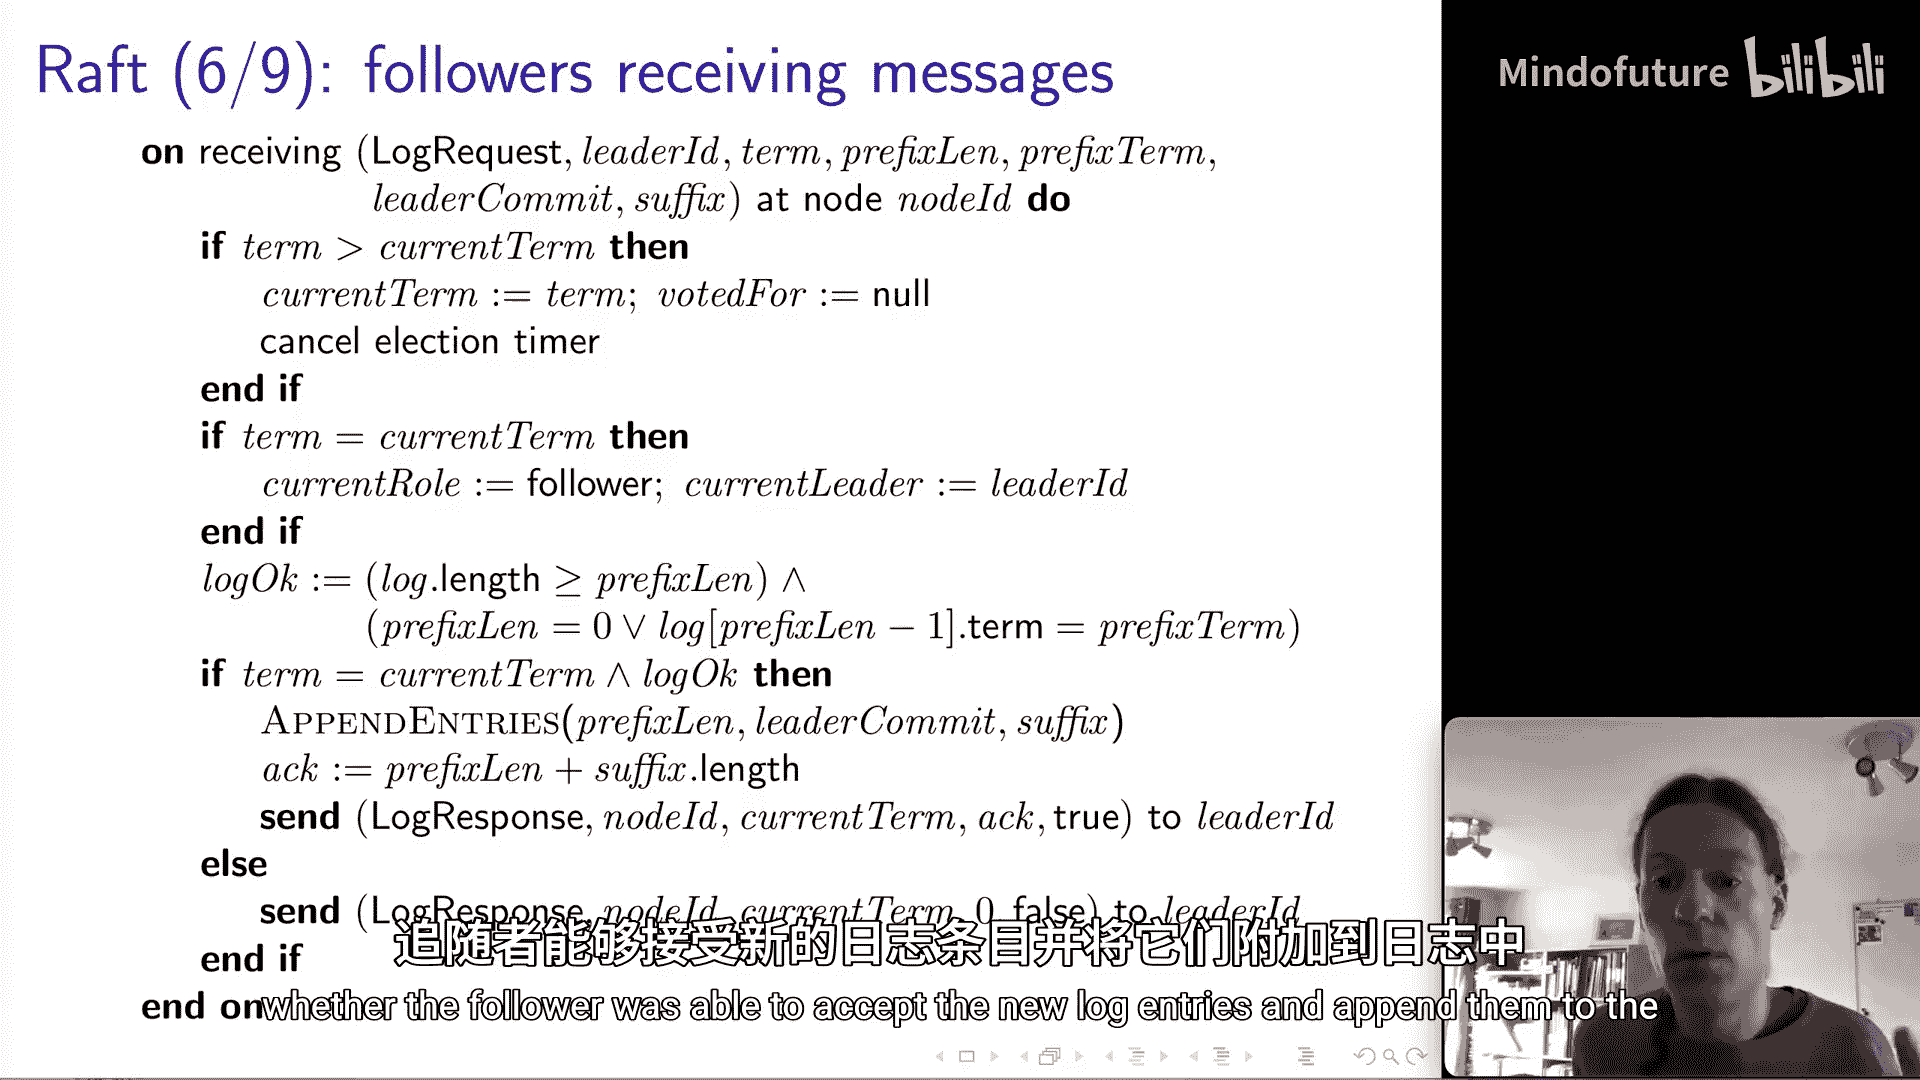 Raft (6/9): followers receiving messages
Mindofuture bilibili
on receiving (LogRequest, leaderId, term, prefixLen, prefixTerm,
leaderCommit, suffix) at node nodeId do
if term > currentTerm then
currentTerm := term; votedFor := null
cancel election timer
end if
if term = currentTerm then
currentRole := follower; currentLeader := leaderId
end if
logOk := (log.length ≥ prefixLen) ∧
(prefixLen = 0 ∨ log[prefixLen − 1].term = prefixTerm)
if term = currentTerm ∧ logOk then
AppendEntries(prefixLen, leaderCommit, suffix)
ack := prefixLen + suffix.length
send (LogResponse, nodeId, currentTerm, ack, true) to leaderId
else
send (LogResponse, nodeId, currentTerm, 0, false) to leaderId
追随者能够接受新的日志条目并将它们附加到日志中
end if
end on
whether the follower was able to accept the new log entries and append them to the